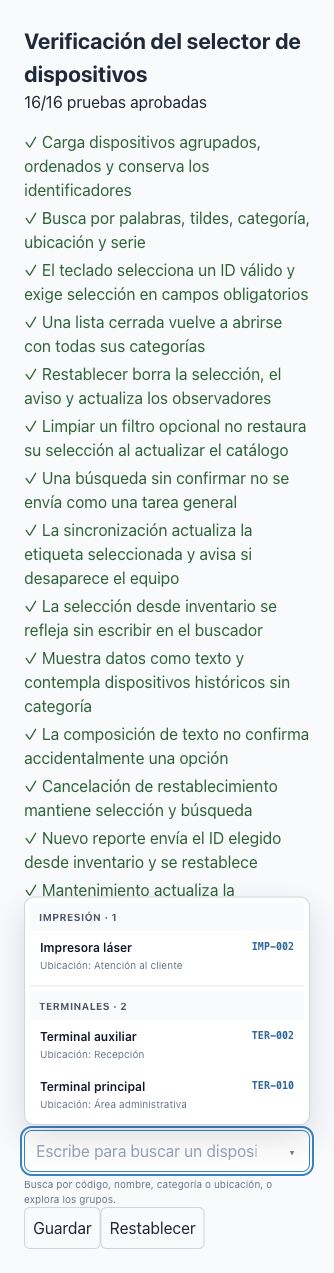 Verificación del selector de
dispositivos
16/16 pruebas aprobadas
✓ Carga dispositivos agrupados,
ordenados y conserva los
identificadores
✓ Busca por palabras, tildes, categoría,
ubicación y serie
✓ El teclado selecciona un ID válido y
exige selección en campos obligatorios
✓ Una lista cerrada vuelve a abrirse
con todas sus categorías
✓ Restablecer borra la selección, el
aviso y actualiza los observadores
✓ Limpiar un filtro opcional no restaura
su selección al actualizar el catálogo
✓ Una búsqueda sin confirmar no se
envía como una tarea general
✓ La sincronización actualiza la
etiqueta seleccionada y avisa si
desaparece el equipo
✓ La selección desde inventario se
refleja sin escribir en el buscador
✓ Muestra datos como texto y
contempla dispositivos históricos sin
categoría
✓ La composición de texto no confirma
accidentalmente una opción
✓ Cancelación de restablecimiento
mantiene selección y búsqueda
✓ Nuevo reporte envía el ID elegido
desde inventario y se restablece
✓ Mantenimiento actualiza la
IMPRESIÓN · 1
Impresora láser IMP-002
Ubicación: Atención al cliente
TERMINALES · 2
Terminal auxiliar TER-002
Ubicación: Recepción
Terminal principal TER-010
Ubicación: Área administrativa
Escribe para buscar un disposi
Busca por código, nombre, categoría o ubicación, o
explora los grupos.
Guardar Restablecer